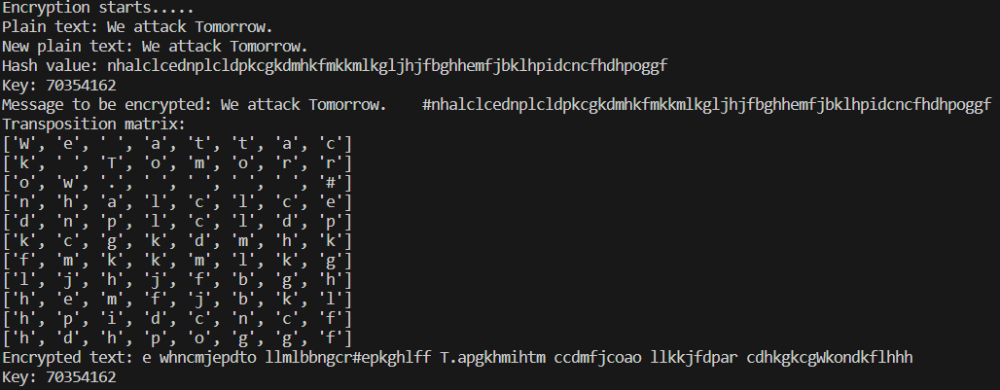 Encryption starts.....
Plain text: We attack Tomorrow.
New plain text: We attack Tomorrow.
Hash value: nhalclcednplcldpkcgkdmhkfmkkmlkgljhjfbghhemfjbklhpidcncfhdhpoggf
Key: 70354162
Message to be encrypted: We attack Tomorrow.    #nhalclcednplcldpkcgkdmhkfmkkmlkgljhjfbghhemfjbklhpidcncfhdhpoggf
Transposition matrix:
['W', 'e', ' ', 'a', 't', 't', 'a', 'c']
['k', ' ', 'T', 'o', 'm', 'o', 'r', 'r']
['o', 'w', '.', ' ', ' ', ' ', ' ', '#']
['n', 'h', 'a', 'l', 'c', 'l', 'c', 'e']
['d', 'n', 'p', 'l', 'c', 'l', 'd', 'p']
['k', 'c', 'g', 'k', 'd', 'm', 'h', 'k']
['f', 'm', 'k', 'k', 'm', 'l', 'k', 'g']
['l', 'j', 'h', 'j', 'f', 'b', 'g', 'h']
['h', 'e', 'm', 'f', 'j', 'b', 'k', 'l']
['h', 'p', 'i', 'd', 'c', 'n', 'c', 'f']
['h', 'd', 'h', 'p', 'o', 'g', 'g', 'f']
Encrypted text: e whncmjepdto llmlbbngcr#epkghlff T.apgkhmihtm ccdmfjcoao llkkjfdpar cdhkgkcgWkondkflhhh
Key: 70354162